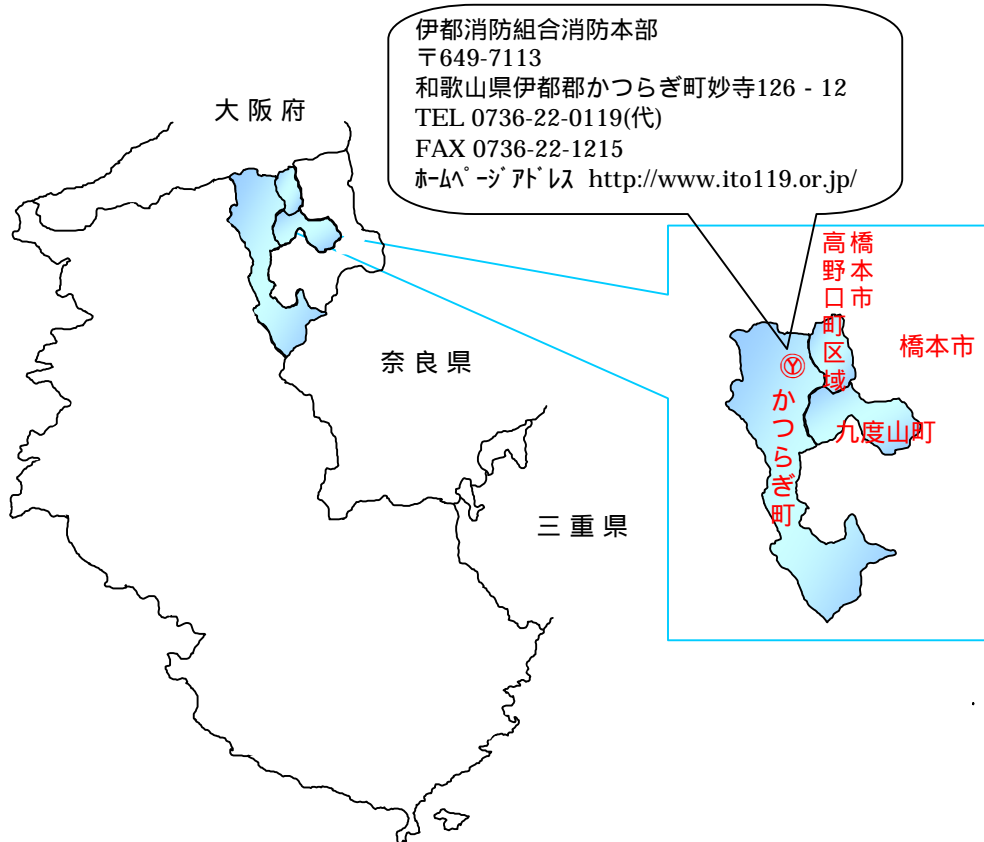 伊都消防組合消防本部
〒649-7113
和歌山県伊都郡かつらぎ町妙寺126 - 12
TEL 0736-22-0119(代)
FAX 0736-22-1215
ﾎｰﾑﾍﾟｰｼﾞｱﾄﾞﾚｽ http://www.ito119.or.jp/
大阪府
奈良県
三重県
橋本市
高野口町区域
橋本市
Y
かつらぎ町
九度山町